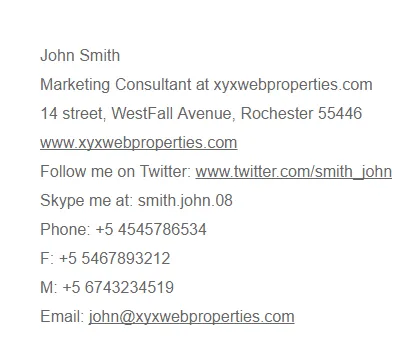 John Smith
Marketing Consultant at xyxwebproperties.com
14 street, WestFall Avenue, Rochester 55446
www.xyxwebproperties.com
Follow me on Twitter: www.twitter.com/smith_john
Skype me at: smith.john.08
Phone: +5 4545786534
F: +5 5467893212
M: +5 6743234519
Email: john@xyxwebproperties.com